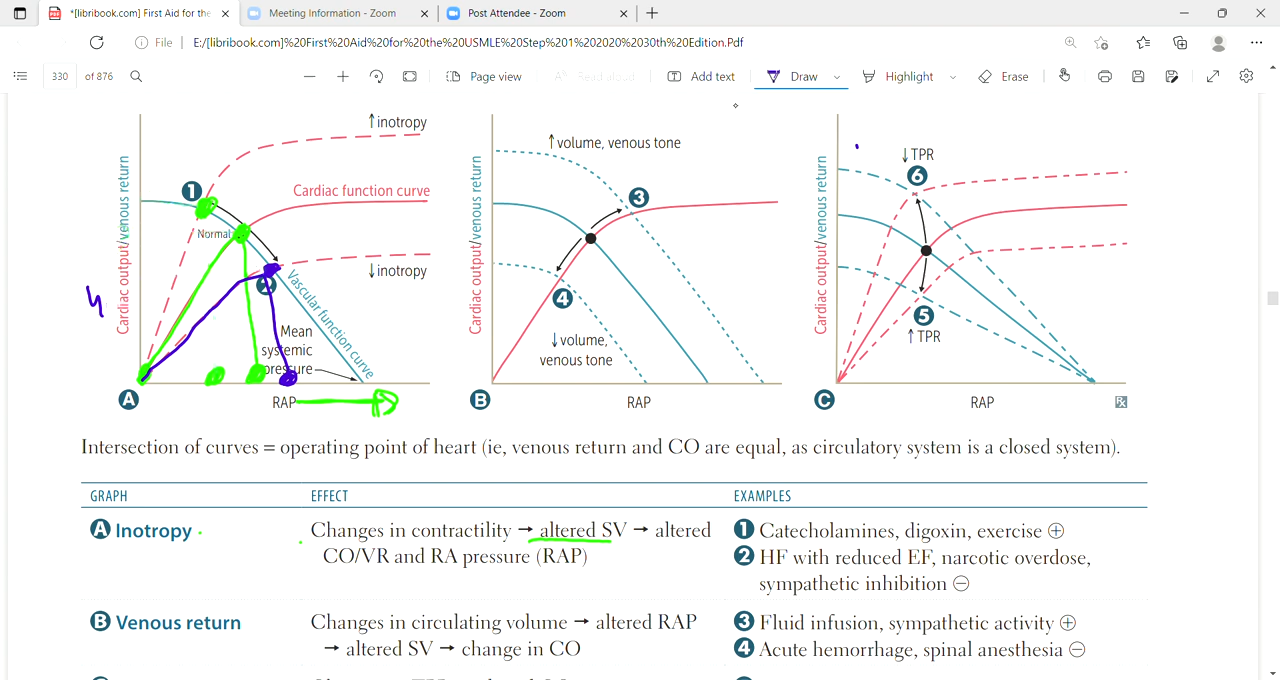 *[libribook.com] First Aid for the
Meeting Information - Zoom
Post Attendee - Zoom
File
E:/[libribook.com]%20First%20Aid%20for%20the%20USMLE%20Step%201%202020%2030th%20Edition.Pdf
330 of 876
Page view
Read aloud
Add text
Draw
Highlight
Erase
Cardiac output/venous return
↑inotropy
1
Cardiac function curve
Normal
↓inotropy
Vascular function curve
Mean
systemic
pressure
A
RAP
Cardiac output/venous return
↑volume, venous tone
3
4
↓volume,
venous tone
B
RAP
Cardiac output/venous return
↓TPR
6
5
↑TPR
C
RAP
Rx
Intersection of curves = operating point of heart (ie, venous return and CO are equal, as circulatory system is a closed system).
GRAPH EFFECT EXAMPLES
A Inotropy Changes in contractility → altered SV → altered 1 Catecholamines, digoxin, exercise ⊕
CO/VR and RA pressure (RAP) 2 HF with reduced EF, narcotic overdose,
sympathetic inhibition ⊖
B Venous return Changes in circulating volume → altered RAP 3 Fluid infusion, sympathetic activity ⊕
→ altered SV → change in CO 4 Acute hemorrhage, spinal anesthesia ⊖